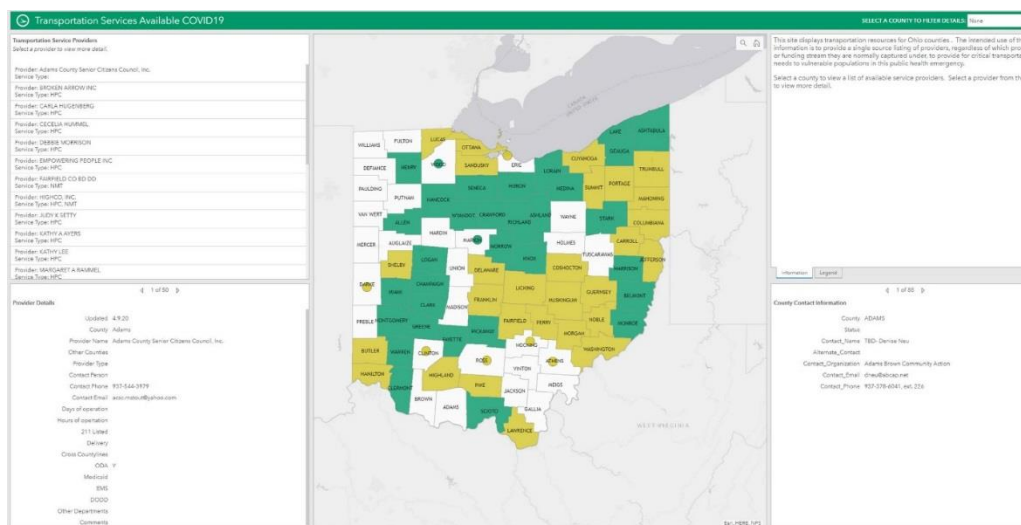 Transportation Services Available COVID19
SELECT A COUNTY TO FILTER DETAILS: None
Transportation Service Providers
Select a provider to view more detail.
Provider: Adams County Senior Citizens Council, Inc.
Service Type:
Provider: BROKEN ARROW INC
Service Type: HPC
Provider: CARLA HUGENBERG
Service Type: HPC
Provider: CECELIA HUMMEL
Service Type: HPC
Provider: DEBBIE MORRISON
Service Type: HPC
Provider: EMPOWERING PEOPLE INC
Service Type: HPC
Provider: FAIRFIELD CO BD DD
Service Type: NMT
Provider: HIGHCO, INC.
Service Type: HPC, NMT
Provider: JUDY K SETTY
Service Type: HPC
Provider: KATHY A AYERS
Service Type: HPC
Provider: KATHY LEE
Service Type: HPC
Provider: MARGARET A RAMMEL
Service Type: HPC
1 of 50
Provider Details
Updated 4.9.20
County Adams
Provider Name Adams County Senior Citizens Council, Inc.
Other Counties
Provider Type
Contact Person
Contact Phone 937-544-3979
Contact Email
Days of operation
Hours of operation
211 Listed
Delivery
Cross Countylines
ODA Y
Medicaid
EMS
DODD
Other Departments
Comments
WILLIAMS
FULTON
LUCAS
OTTAWA
LAKE
ASHTABULA
GEAUGA
CUYAHOGA
TRUMBULL
DEFIANCE
HENRY
WOOD
SANDUSKY
ERIE
LORAIN
MEDINA
SUMMIT
PORTAGE
MAHONING
PAULDING
PUTNAM
HANCOCK
SENECA
HURON
VAN WERT
ALLEN
WYANDOT
CRAWFORD
RICHLAND
ASHLAND
WAYNE
STARK
COLUMBIANA
MERCER
AUGLAIZE
HARDIN
MARION
MORROW
KNOX
HOLMES
TUSCARAWAS
CARROLL
JEFFERSON
SHELBY
LOGAN
UNION
DELAWARE
COSHOCTON
HARRISON
DARKE
MIAMI
CHAMPAIGN
LICKING
GUERNSEY
BELMONT
CLARK
MADISON
FRANKLIN
MUSKINGUM
PREBLE
MONTGOMERY
GREENE
FAIRFIELD
PERRY
NOBLE
MONROE
FAYETTE
PICKAWAY
MORGAN
BUTLER
WARREN
CLINTON
ROSS
HOCKING
WASHINGTON
HAMILTON
CLERMONT
HIGHLAND
VINTON
ATHENS
PIKE
MEIGS
BROWN
ADAMS
JACKSON
SCIOTO
GALLIA
LAWRENCE
WEST VIRGINIA
Esri, HERE, NPS
This site displays transportation resources for Ohio counties. The intended use of th
information is to provide a single source listing of providers, regardless of which pro
or funding stream they are normally captured under, to provide for critical transporta
needs to vulnerable populations in this public health emergency.
Select a county to view a list of available service providers. Select a provider from th
to view more detail.
Information Legend
1 of 88
County Contact Information
County ADAMS
Status
Contact_Name TBD- Denise Neu
Alternate_Contact
Contact_Organization Adams Brown Community Action
Contact_Email dneu@abcap.net
Contact_Phone 937-378-6041, ext. 226